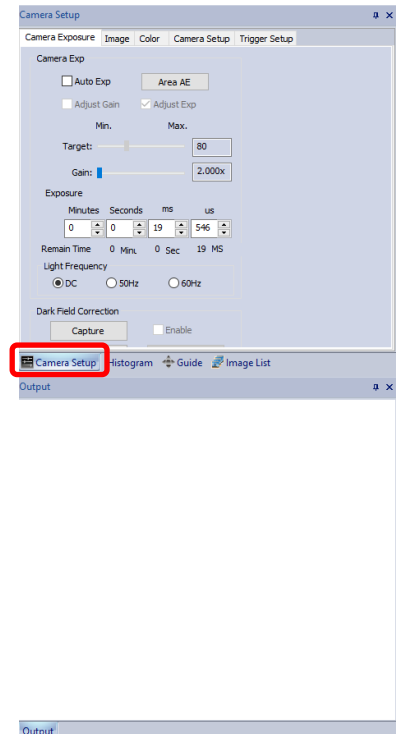 Camera Setup
Camera Exposure Image Color Camera Setup Trigger Setup
Camera Exp
Auto Exp Area AE
Adjust Gain Adjust Exp
Min. Max.
Target: 80
Gain: 2.000x
Exposure
Minutes Seconds ms us
0 0 19 546
Remain Time 0 Minu 0 Sec 19 MS
Light Frequency
DC 50Hz 60Hz
Dark Field Correction
Capture Enable
Camera Setup Histogram Guide Image List
Output
Output